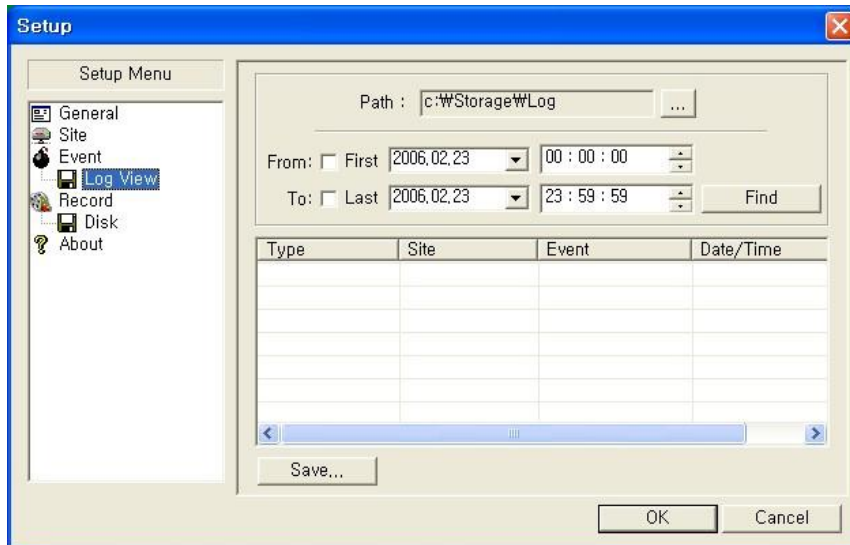 Setup
Setup Menu
General
Site
Event
Log View
Record
Disk
About
Path : c:₩Storage₩Log ...
From: First 2006,02,23 00 : 00 : 00
To: Last 2006,02,23 23 : 59 : 59 Find
Type Site Event Date/Time
Save,,,
OK Cancel